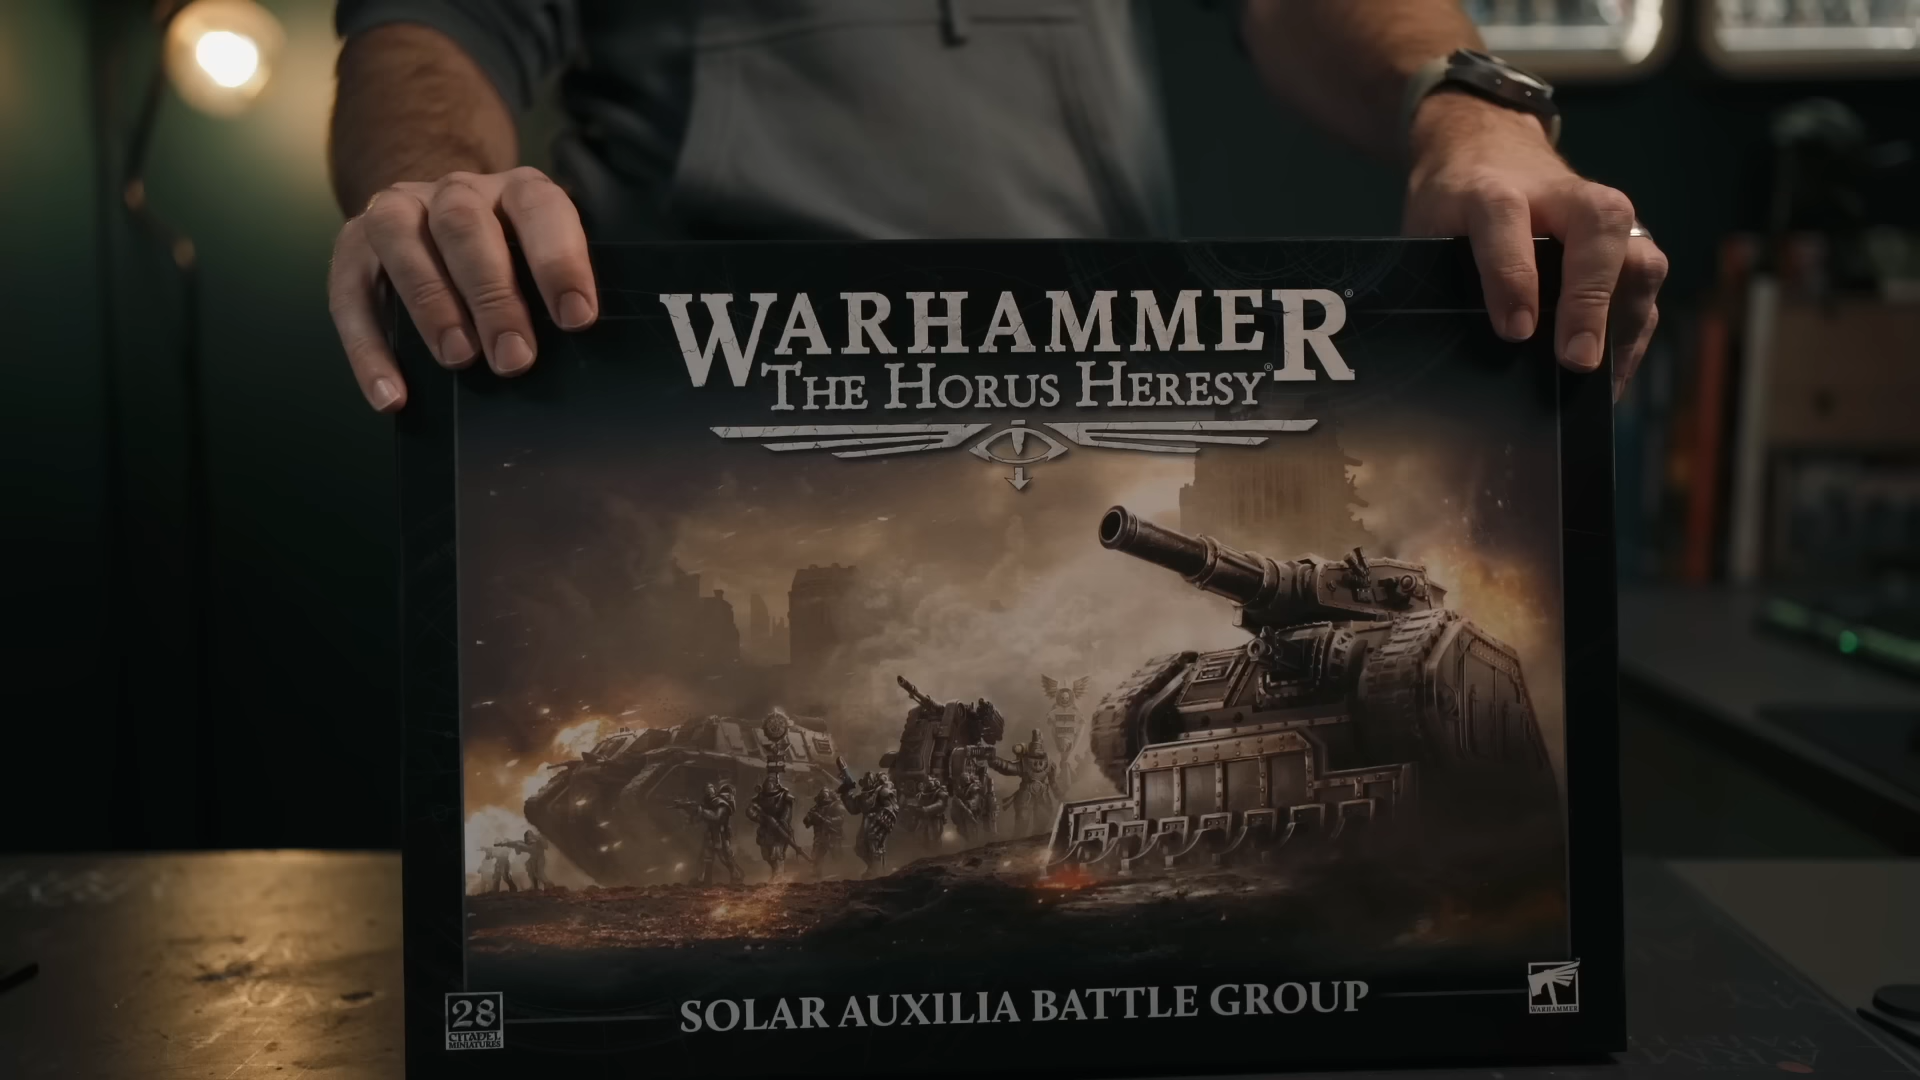 WARHAMMER®
THE HORUS HERESY®
SOLAR AUXILIA BATTLE GROUP
28
CITADEL
MINIATURES
WARHAMMER